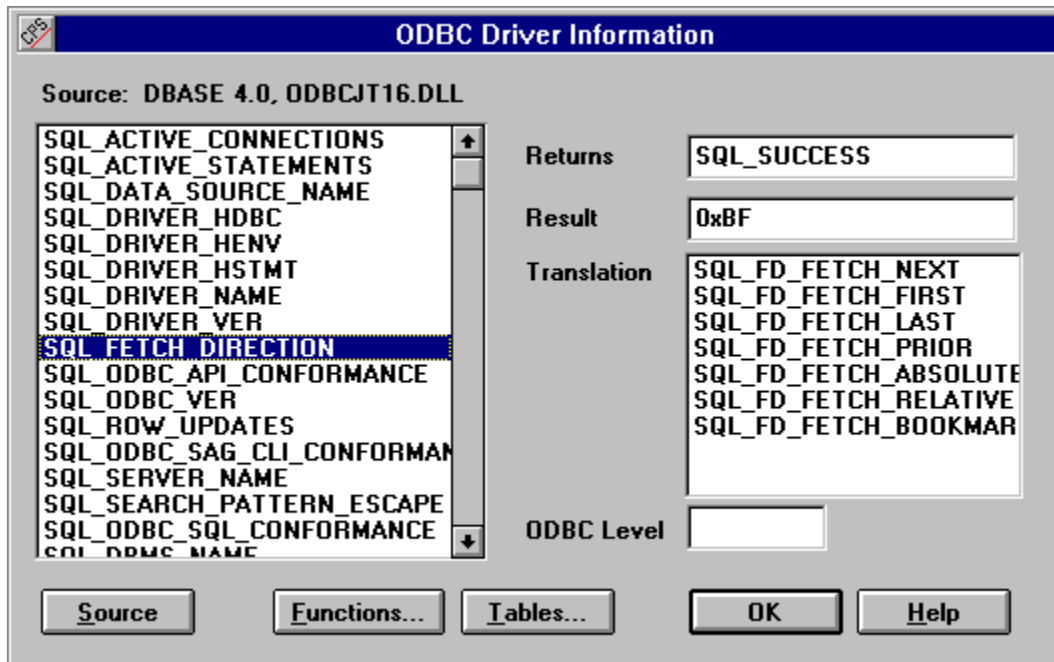 CPS
ODBC Driver Information
Source: DBASE 4.0, ODBCJT16.DLL
SQL_ACTIVE_CONNECTIONS
SQL_ACTIVE_STATEMENTS
SQL_DATA_SOURCE_NAME
SQL_DRIVER_HDBC
SQL_DRIVER_HENV
SQL_DRIVER_HSTMT
SQL_DRIVER_NAME
SQL_DRIVER_VER
SQL_FETCH_DIRECTION
SQL_ODBC_API_CONFORMANCE
SQL_ODBC_VER
SQL_ROW_UPDATES
SQL_ODBC_SAG_CLI_CONFORMAN
SQL_SERVER_NAME
SQL_SEARCH_PATTERN_ESCAPE
SQL_ODBC_SQL_CONFORMANCE
SQL_DBMS_NAME
Returns
SQL_SUCCESS
Result
0xBF
Translation
SQL_FD_FETCH_NEXT
SQL_FD_FETCH_FIRST
SQL_FD_FETCH_LAST
SQL_FD_FETCH_PRIOR
SQL_FD_FETCH_ABSOLUTE
SQL_FD_FETCH_RELATIVE
SQL_FD_FETCH_BOOKMAR
ODBC Level
Source
Functions...
Tables...
OK
Help